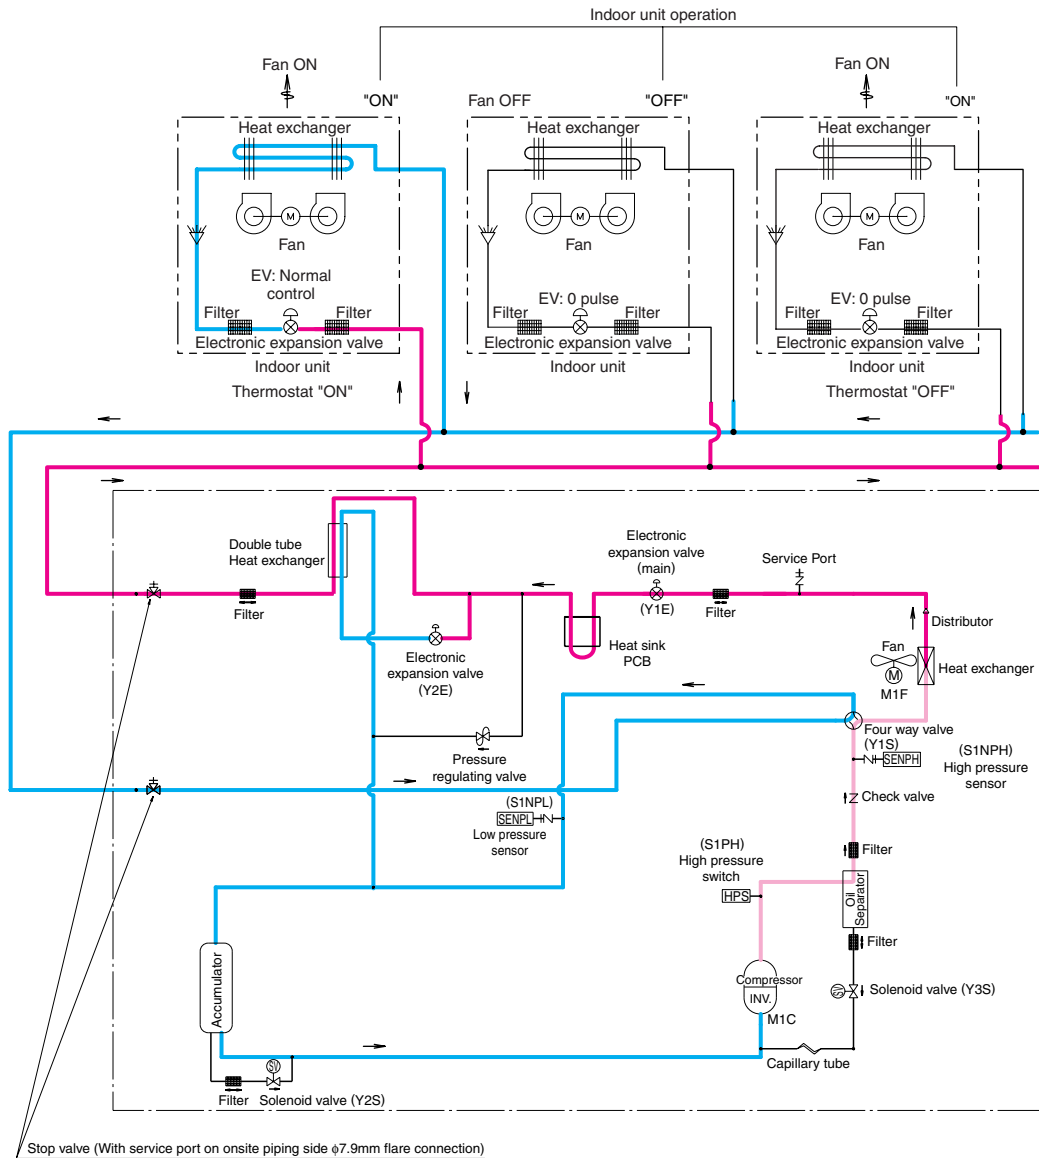 Indoor unit operation
Fan ON
"ON"
Fan OFF
"OFF"
Fan ON
"ON"
Heat exchanger
Heat exchanger
Heat exchanger
M
M
M
Fan
Fan
Fan
EV: Normal
control
EV: 0 pulse
EV: 0 pulse
Filter
Filter
Filter
Filter
Filter
Filter
Electronic expansion valve
Electronic expansion valve
Electronic expansion valve
Indoor unit
Indoor unit
Indoor unit
Thermostat "ON"
Thermostat "OFF"
Double tube
Heat exchanger
Electronic
expansion valve
(main)
Service Port
(Y1E)
Filter
Filter
Distributor
Heat sink
PCB
Fan
M
M1F
Heat exchanger
Electronic
expansion valve
(Y2E)
Four way valve
(Y1S)
SENPH
(S1NPH)
High pressure
sensor
Pressure
regulating valve
Check valve
(S1NPL)
SENPL
Low pressure
sensor
(S1PH)
High pressure
switch
HPS
Filter
Oil
Separator
Filter
Accumulator
Compressor
INV.
M1C
SV
Solenoid valve (Y3S)
Capillary tube
SV
Filter
Solenoid valve (Y2S)
Stop valve (With service port on onsite piping side ϕ7.9mm flare connection)